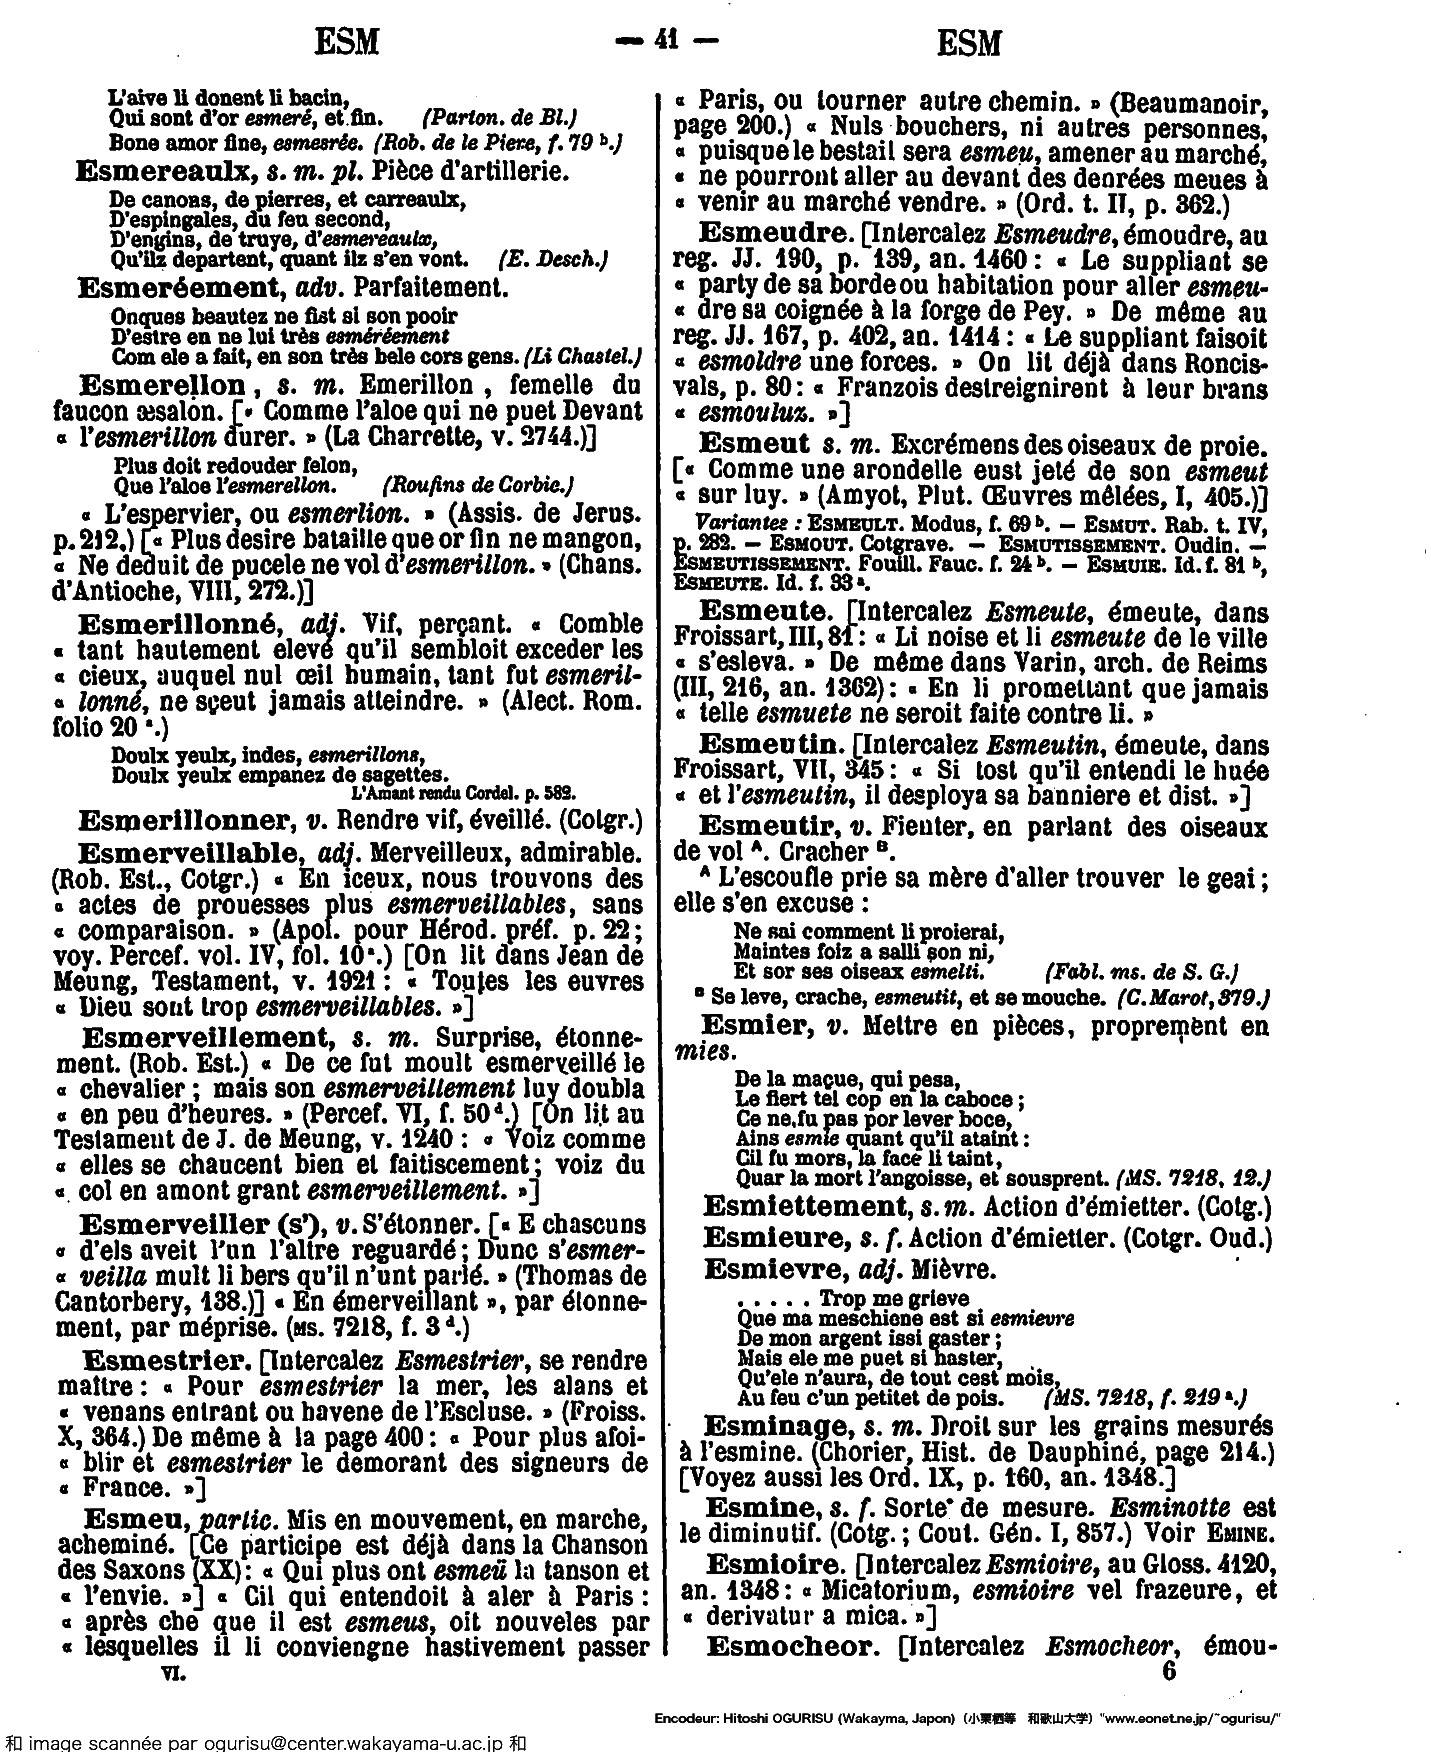 ESM — 41 — ESM
L'aive li donent li bacin,
Qui sont d'or esmeré, et fin. (Parton. de Bl.)
Bone amor fine, esmesrée. (Rob. de le Piere, f. 79 b.)
Esmereaulx, s. m. pl. Pièce d'artillerie.
De canons, de pierres, et carreaulx,
D'espingales, du feu second,
D'engins, de truye, d'esmereaulx,
Qu'ilz departent, quant ilz s'en vont. (E. Desch.)
Esmeréement, adv. Parfaitement.
Onques beautez ne fist si son pooir
D'estre en ne lui très esméréement
Com ele a fait, en son très bele cors gens. (Li Chastel.)
Esmerellon, s. m. Emerillon, femelle du
faucon æsalon. [« Comme l'aloe qui ne puet Devant
« l'esmerillon durer. » (La Charrette, v. 2744.)]
Plus doit redouder felon,
Que l'aloe l'esmerellon. (Roufins de Corbie.)
« L'espervier, ou esmerlion. » (Assis. de Jerus.
p. 212.) [« Plus desire bataille que or fin ne mangon,
« Ne deduit de pucele ne vol d'esmerillon. » (Chans.
d'Antioche, VIII, 272.)]
Esmerillonné, adj. Vif, perçant. « Comble
« tant hautement elevé qu'il sembloit exceder les
« cieux, auquel nul œil humain, tant fut esmeril-
« lonné, ne sçeut jamais atteindre. » (Alect. Rom.
folio 20 a.)
Doulx yeulx, indes, esmerillons,
Doulx yeulx empanez de sagettes.
L'Amant rendu Cordel. p. 582.
Esmerillonner, v. Rendre vif, éveillé. (Cotgr.)
Esmerveillable, adj. Merveilleux, admirable.
(Rob. Est., Cotgr.) « En iceux, nous trouvons des
« actes de prouesses plus esmerveillables, sans
« comparaison. » (Apol. pour Hérod. préf. p. 22;
voy. Percef. vol. IV, fol. 10 a.) [On lit dans Jean de
Meung, Testament, v. 1921 : « Toutes les euvres
« Dieu sont trop esmerveillables. »]
Esmerveillement, s. m. Surprise, étonne-
ment. (Rob. Est.) « De ce fut moult esmerveillé le
« chevalier ; mais son esmerveillement luy doubla
« en peu d'heures. » (Percef. VI, f. 50 d.) [On lit au
Testament de J. de Meung, v. 1240 : « Voiz comme
« elles se chaucent bien et faitiscement ; voiz du
« col en amont grant esmerveillement. »]
Esmerveiller (s'), v. S'étonner. [« E chascuns
« d'els aveit l'un l'altre reguardé ; Dunc s'esmer-
« veilla mult li bers qu'il n'unt parlé. » (Thomas de
Cantorbery, 138.)] « En émerveillant », par étonne-
ment, par méprise. (MS. 7218, f. 3 d.)
Esmestrier. [Intercalez Esmestrier, se rendre
maître : « Pour esmestrier la mer, les alans et
« venans entrant ou havene de l'Escluse. » (Froiss.
X, 364.) De même à la page 400 : « Pour plus afoi-
« blir et esmestrier le demorant des signeurs de
« France. »]
Esmeu, partic. Mis en mouvement, en marche,
acheminé. [Ce participe est déjà dans la Chanson
des Saxons (XX) : « Qui plus ont esmeü la tanson et
« l'envie. »] « Cil qui entendoit à aler à Paris :
« après che que il est esmeus, oit nouveles par
« lesquelles il li conviengne hastivement passer
VI.
« Paris, ou tourner autre chemin. » (Beaumanoir,
page 200.) « Nuls bouchers, ni autres personnes,
« puisque le bestail sera esmeu, amener au marché,
« ne pourront aller au devant des denrées meues à
« venir au marché vendre. » (Ord. t. II, p. 362.)
Esmeudre. [Intercalez Esmeudre, émoudre, au
reg. JJ. 190, p. 139, an. 1460 : « Le suppliant se
« party de sa borde ou habitation pour aller esmeu-
« dre sa coignée à la forge de Pey. » De même au
reg. JJ. 167, p. 402, an. 1414 : « Le suppliant faisoit
« esmoldre une forces. » On lit déjà dans Roncis-
vals, p. 80 : « Franzois destreignirent à leur brans
« esmouluz. »]
Esmeut s. m. Excrémens des oiseaux de proie.
[« Comme une arondelle eust jeté de son esmeut
« sur luy. » (Amyot, Plut. Œuvres mêlées, I, 405.)]
Variantes : ESMEULT. Modus, f. 69 b. — ESMUT. Rab. t. IV,
p. 282. — ESMOUT. Cotgrave. — ESMUTISSEMENT. Oudin. —
ESMEUTISSEMENT. Fouill. Fauc. f. 24 b. — ESMUIE. Id. f. 81 b,
ESMEUTE. Id. f. 33 a.
Esmeute. [Intercalez Esmeute, émeute, dans
Froissart, III, 81 : « Li noise et li esmeute de le ville
« s'esleva. » De même dans Varin, arch. de Reims
(III, 216, an. 1362) : « En li promettant que jamais
« telle esmuete ne seroit faite contre li. »
Esmeutin. [Intercalez Esmeutin, émeute, dans
Froissart, VII, 345 : « Si tost qu'il entendi le huée
« et l'esmeutin, il desploya sa banniere et dist. »]
Esmeutir, v. Fienter, en parlant des oiseaux
de vol A. Cracher B.
A L'escoufle prie sa mère d'aller trouver le geai ;
elle s'en excuse :
Ne sai comment li proierai,
Maintes foiz a salli son ni,
Et sor ses oiseax esmelti. (Fabl. ms. de S. G.)
B Se leve, crache, esmeutit, et se mouche. (C. Marot, 379.)
Esmier, v. Mettre en pièces, proprement en
mies.
De la maçue, qui pesa,
Le fiert tel cop en la caboce ;
Ce ne fu pas por lever boce,
Ains esmie quant qu'il ataint :
Cil fu mors, la face li taint,
Quar la mort l'angoisse, et sousprent. (MS. 7218, 12.)
Esmiettement, s. m. Action d'émietter. (Cotg.)
Esmieure, s. f. Action d'émietter. (Cotgr. Oud.)
Esmievre, adj. Mièvre.
. . . . . Trop me grieve
Que ma meschiene est si esmievre
De mon argent issi gaster ;
Mais ele me puet si haster,
Qu'ele n'aura, de tout cest mois,
Au feu c'un petitet de pois. (MS. 7218, f. 219 a.)
Esminage, s. m. Droit sur les grains mesurés
à l'esmine. (Chorier, Hist. de Dauphiné, page 214.)
[Voyez aussi les Ord. IX, p. 160, an. 1348.]
Esmine, s. f. Sorte de mesure. Esminotte est
le diminutif. (Cotg. ; Cout. Gén. I, 857.) Voir EMINE.
Esmioire. [Intercalez Esmioire, au Gloss. 4120,
an. 1348 : « Micatorium, esmioire vel frazeure, et
« derivatur a mica. »]
Esmocheor. [Intercalez Esmocheor, émou-
6
Encodeur: Hitoshi OGURISU (Wakayma, Japon) (小栗栖等 和歌山大学) "www.eonet.ne.jp/~ogurisu/"
和 image scannée par ogurisu@center.wakayama-u.ac.jp 和